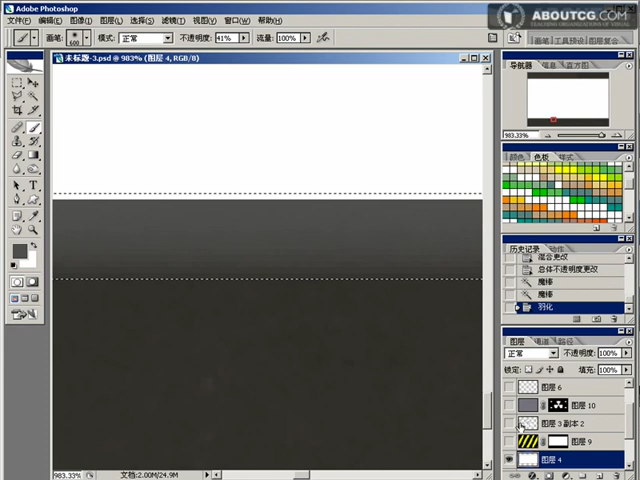 Adobe Photoshop
文件(F) 编辑(E) 图像(I) 图层(L) 选择(S) 滤镜(T) 视图(V) 窗口(W) 帮助(H)
ABOUTCG.COM
画笔: 600 模式: 正常 不透明度: 41% 流量: 100%
画笔 工具预设 图层复合
未标题-3.psd @ 983% (图层 4, RGB/8)
导航器 信息 直方图
983.33%
颜色 色板 样式
历史记录 动作
混合更改
总体不透明度更改
魔棒
魔棒
羽化
图层 通道 路径
正常 不透明度: 100%
锁定: 填充: 100%
图层 6
图层 10
图层 3 副本 2
图层 9
图层 4
983.33% 文档:2.00M/24.9M